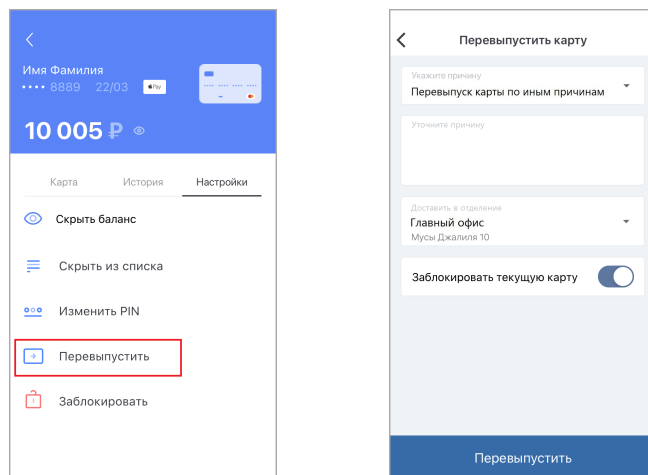 Имя Фамилия
•••• 8889 22/03 Pay
10 005 ₽
Карта История Настройки
Скрыть баланс
Скрыть из списка
Изменить PIN
Перевыпустить
Заблокировать
Перевыпустить карту
Укажите причину
Перевыпуск карты по иным причинам
Уточните причину
Доставить в отделение
Главный офис
Мусы Джалиля 10
Заблокировать текущую карту
Перевыпустить